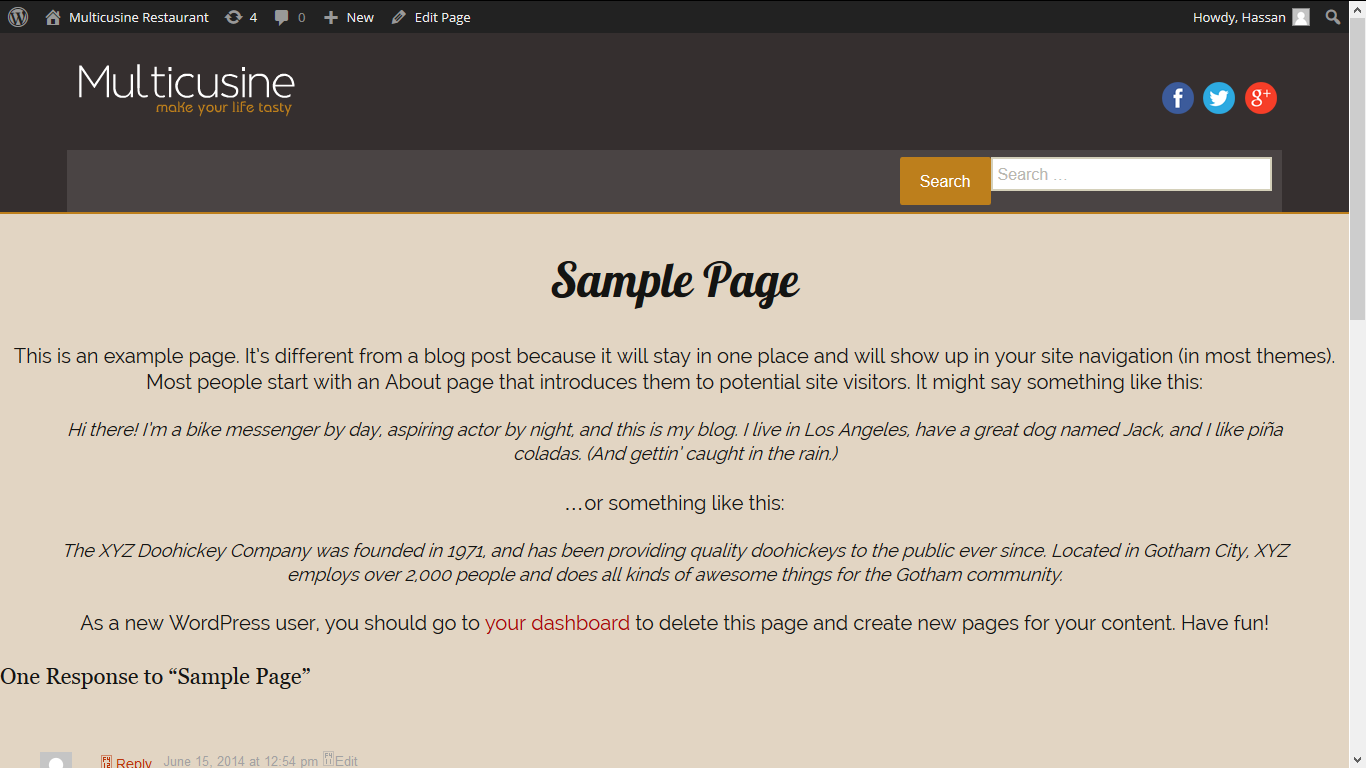 Multicusine Restaurant 4 0 New Edit Page Howdy, Hassan
Multicusine
make your life tasty
f g+
Search Search …
Sample Page
This is an example page. It’s different from a blog post because it will stay in one place and will show up in your site navigation (in most themes).
Most people start with an About page that introduces them to potential site visitors. It might say something like this:
Hi there! I’m a bike messenger by day, aspiring actor by night, and this is my blog. I live in Los Angeles, have a great dog named Jack, and I like piña
coladas. (And gettin’ caught in the rain.)
…or something like this:
The XYZ Doohickey Company was founded in 1971, and has been providing quality doohickeys to the public ever since. Located in Gotham City, XYZ
employs over 2,000 people and does all kinds of awesome things for the Gotham community.
As a new WordPress user, you should go to your dashboard to delete this page and create new pages for your content. Have fun!
One Response to “Sample Page”
Reply June 15, 2014 at 12:54 pm Edit